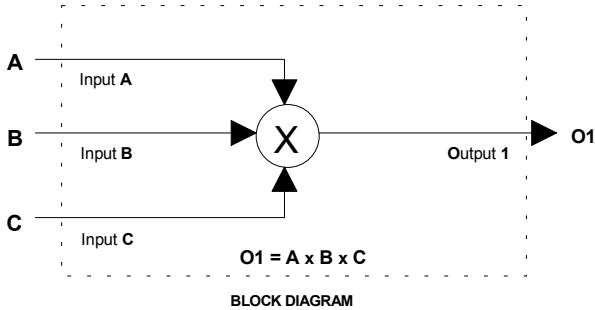 A
Input A
B
Input B
X
Output 1
O1
C
Input C
O1 = A x B x C
BLOCK DIAGRAM